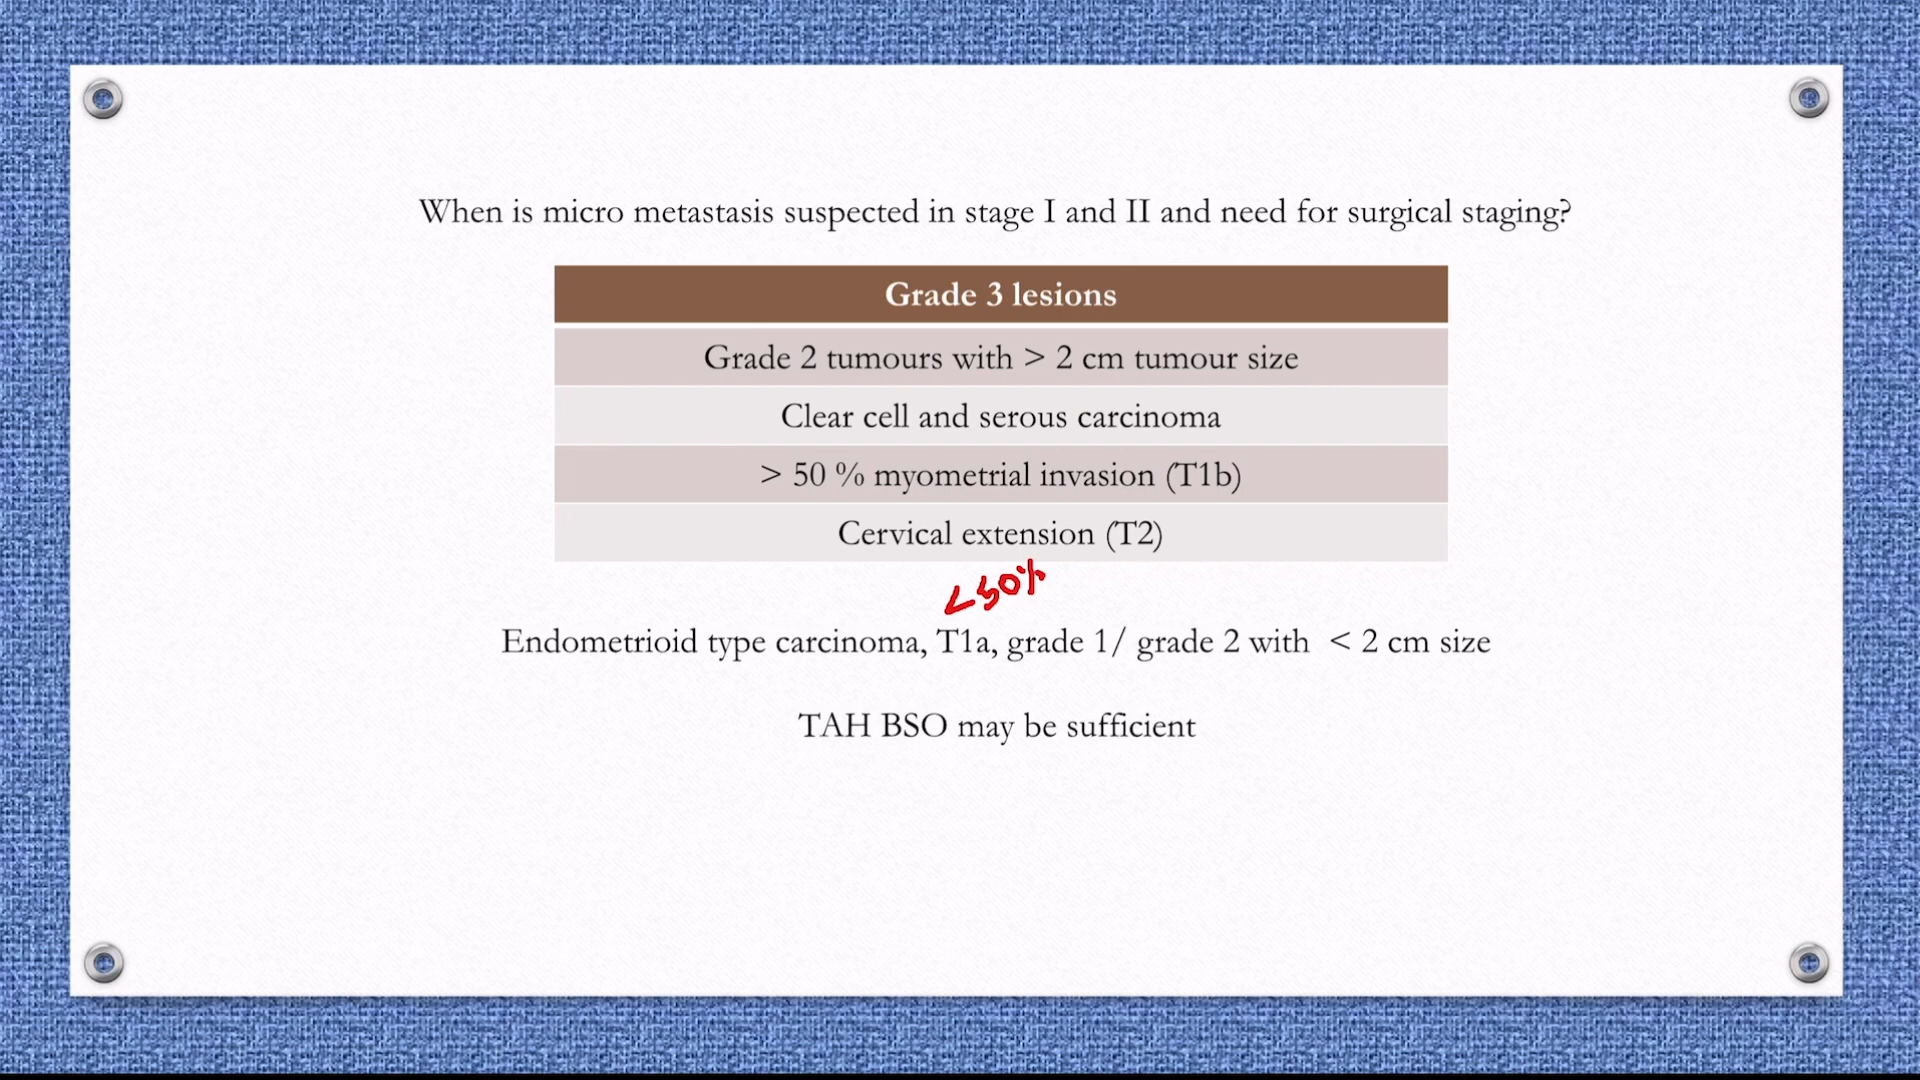 When is micro metastasis suspected in stage I and II and need for surgical staging?
Grade 3 lesions
Grade 2 tumours with > 2 cm tumour size
Clear cell and serous carcinoma
> 50 % myometrial invasion (T1b)
Cervical extension (T2)
<50%
Endometrioid type carcinoma, T1a, grade 1/ grade 2 with < 2 cm size
TAH BSO may be sufficient